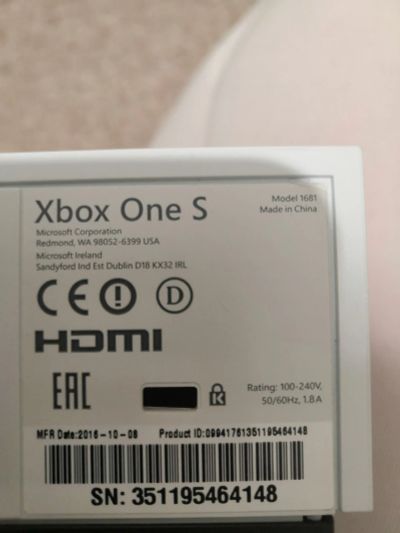 Xbox One S
Model 1681
Made in China
Microsoft Corporation
Redmond, WA 98052-6399 USA
Microsoft Ireland
Sandyford Ind Est Dublin D18 KX32 IRL
CE
D
HDMI
EAC
K
Rating: 100-240V,
50/60Hz, 1.8A
MFR Date:2016-10-08 Product ID:09941761351195464148
SN: 351195464148